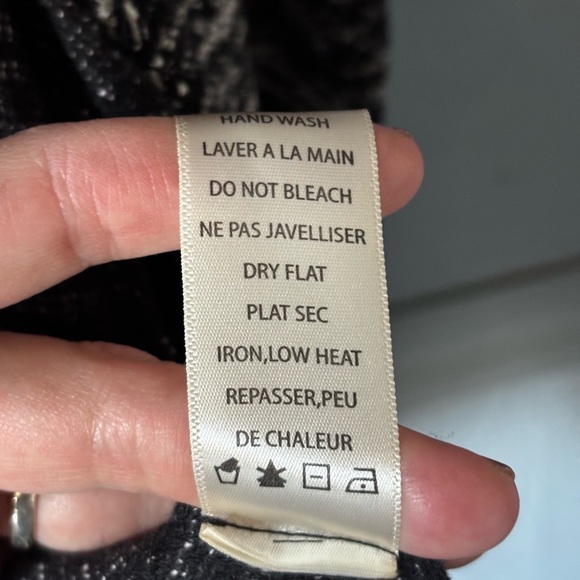 HAND WASH
LAVER A LA MAIN
DO NOT BLEACH
NE PAS JAVELLISER
DRY FLAT
PLAT SEC
IRON,LOW HEAT
REPASSER,PEU
DE CHALEUR